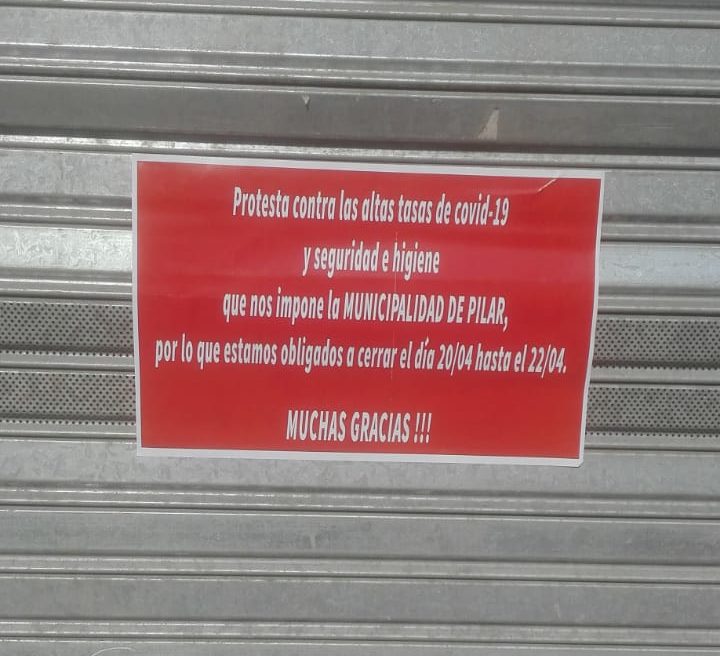 Protesta contra las altas tasas de covid-19
y seguridad e higiene
que nos impone la MUNICIPALIDAD DE PILAR,
por lo que estamos obligados a cerrar el día 20/04 hasta el 22/04.
MUCHAS GRACIAS !!!